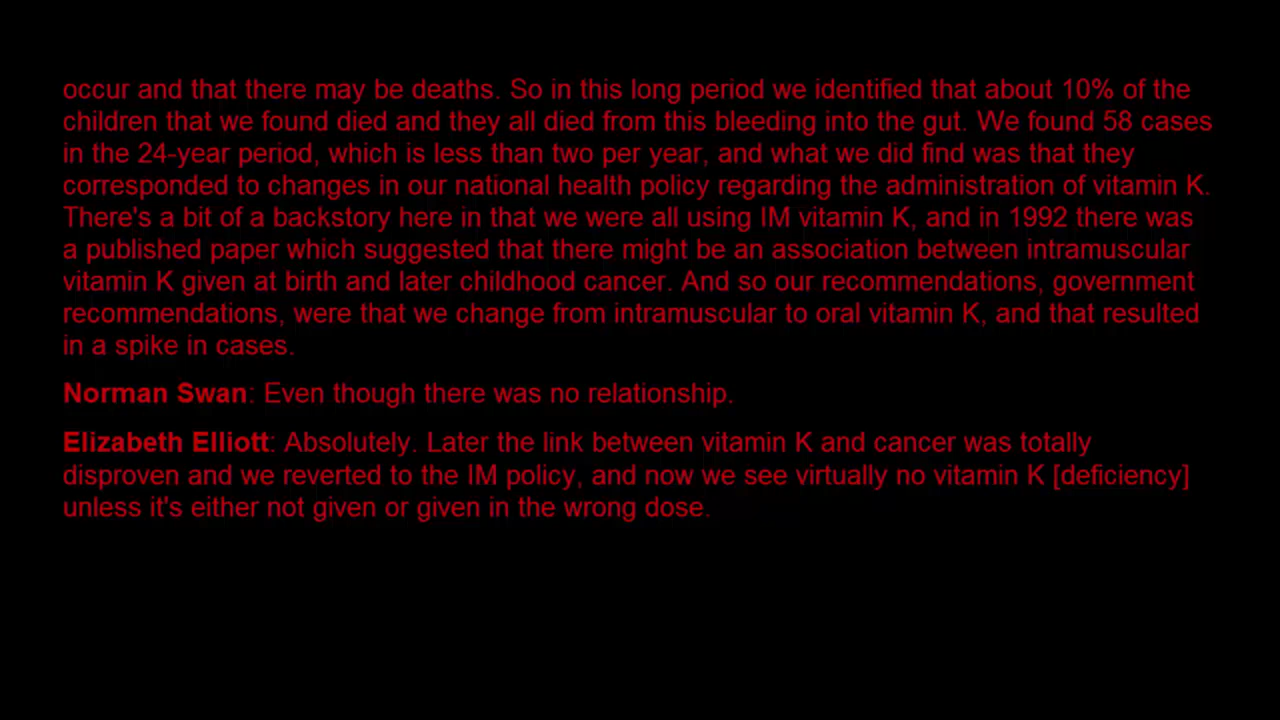 occur and that there may be deaths. So in this long period we identified that about 10% of the
children that we found died and they all died from this bleeding into the gut. We found 58 cases
in the 24-year period, which is less than two per year, and what we did find was that they
corresponded to changes in our national health policy regarding the administration of vitamin K.
There's a bit of a backstory here in that we were all using IM vitamin K, and in 1992 there was
a published paper which suggested that there might be an association between intramuscular
vitamin K given at birth and later childhood cancer. And so our recommendations, government
recommendations, were that we change from intramuscular to oral vitamin K, and that resulted
in a spike in cases.
Norman Swan: Even though there was no relationship.
Elizabeth Elliott: Absolutely. Later the link between vitamin K and cancer was totally
disproven and we reverted to the IM policy, and now we see virtually no vitamin K [deficiency]
unless it's either not given or given in the wrong dose.